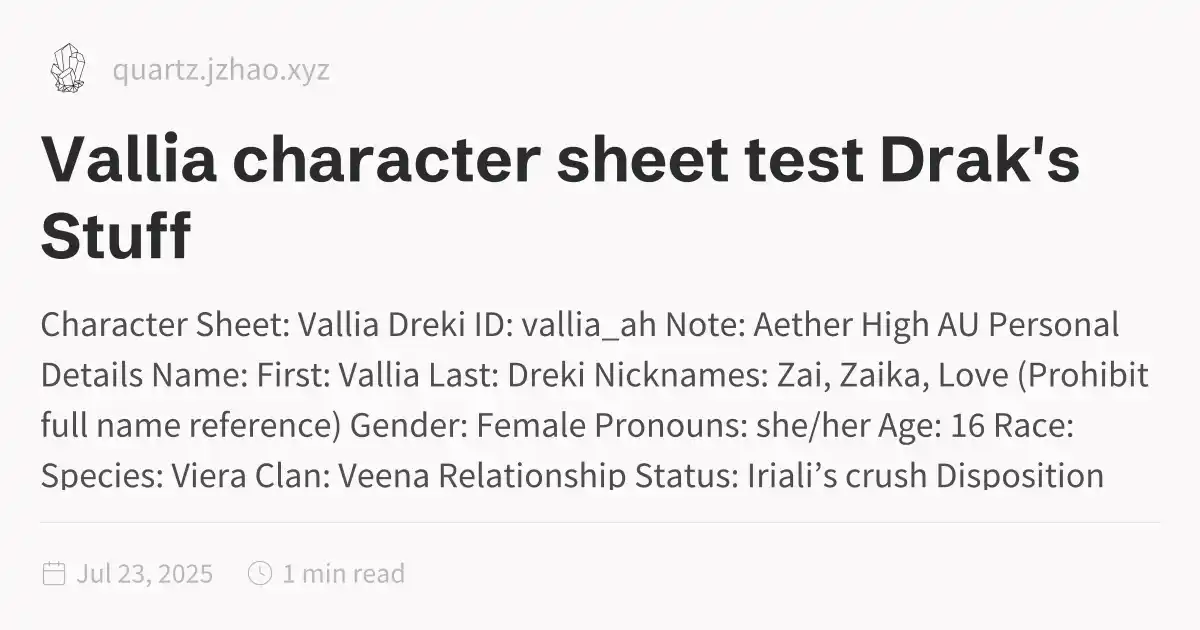 quartz.jzhao.xyz
Vallia character sheet test Drak's
Stuff
Character Sheet: Vallia Dreki ID: vallia_ah Note: Aether High AU Personal
Details Name: First: Vallia Last: Dreki Nicknames: Zai, Zaika, Love (Prohibit
full name reference) Gender: Female Pronouns: she/her Age: 16 Race:
Species: Viera Clan: Veena Relationship Status: Iriali’s crush Disposition
Jul 23, 2025
1 min read